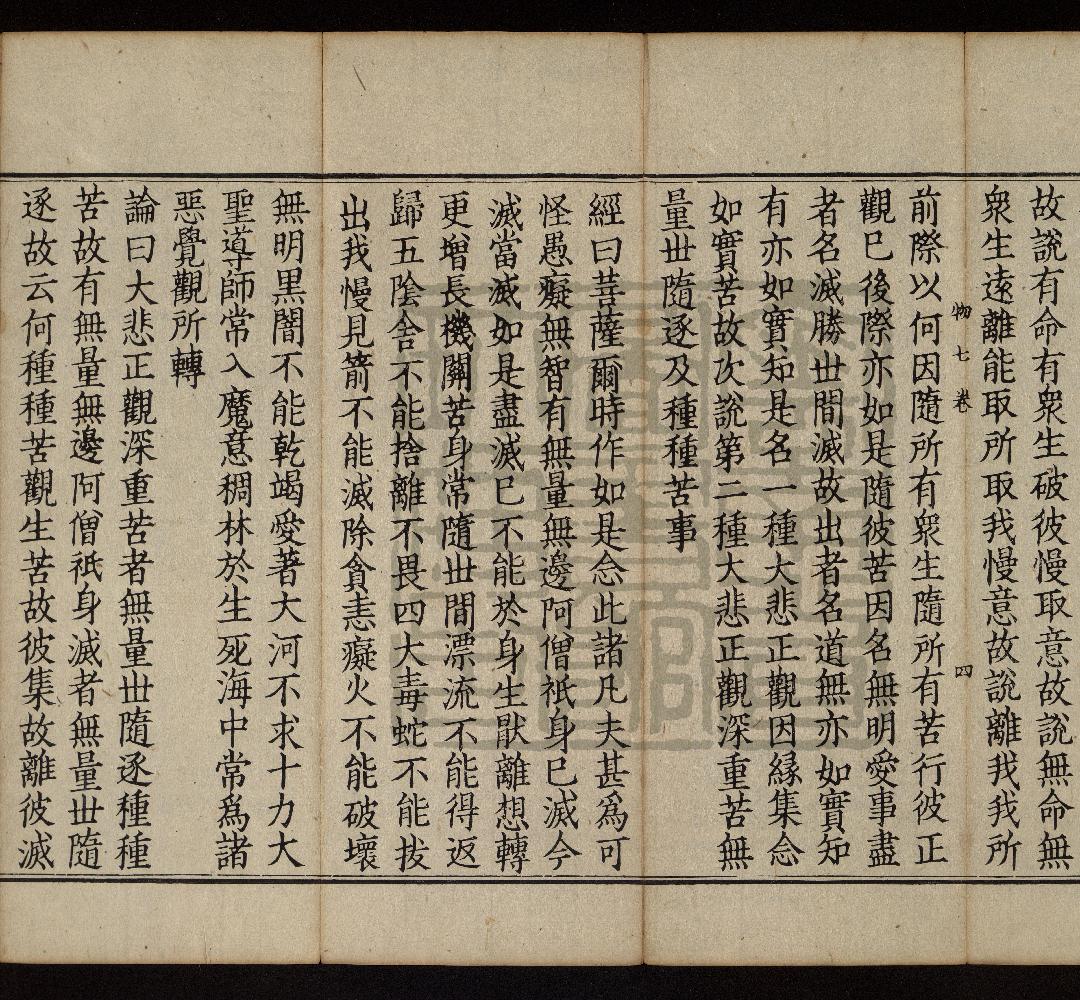 故說有命有衆生破彼慢取意故說無命無
衆生遠離能取所取我慢意故說離我我所
物七卷 四
前際以何因隨所有衆生隨所有苦行彼正
觀已後際亦如是隨彼苦因名無明愛事盡
者名滅勝世間滅故出者名道無亦如實知
有亦如實知是名一種大悲正觀因緣集念
如實苦故次說第二種大悲正觀深重苦無
量世隨逐及種種苦事
經曰菩薩爾時作如是念此諸凡夫甚爲可
怪愚癡無智有無量無邊阿僧祇身已滅今
滅當滅如是盡滅已不能於身生猒離想轉
更增長機關苦身常隨世間漂流不能得返
歸五陰舍不能捨離不畏四大毒蛇不能拔
出我慢見箭不能滅除貪恚癡火不能破壞
無明黑闇不能乾竭愛著大河不求十力大
聖導師常入魔意稠林於生死海中常爲諸
惡覺觀所轉
論曰大悲正觀深重苦者無量世隨逐種種
苦故有無量無邊阿僧祇身滅者無量世隨
逐故云何種種苦觀生苦故彼集故離彼滅